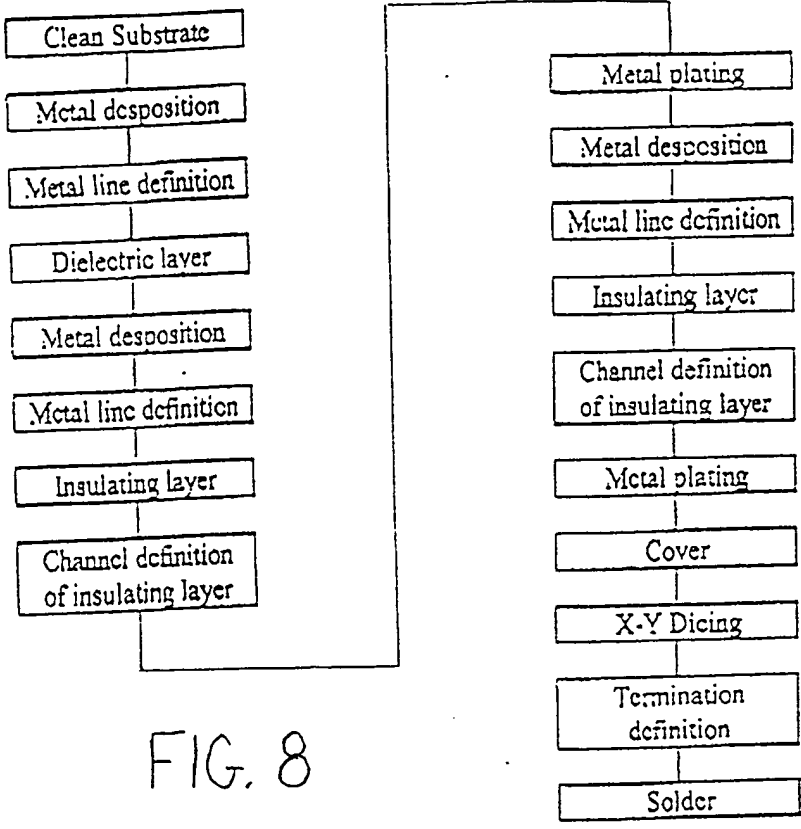 Clean Substrate
Metal desposition
Metal line definition
Dielectric layer
Metal desposition
Metal line definition
Insulating layer
Channel definition
of insulating layer
Metal plating
Metal desposition
Metal line definition
Insulating layer
Channel definition
of insulating layer
Metal plating
Cover
X-Y Dicing
Termination
definition
Solder
FIG. 8